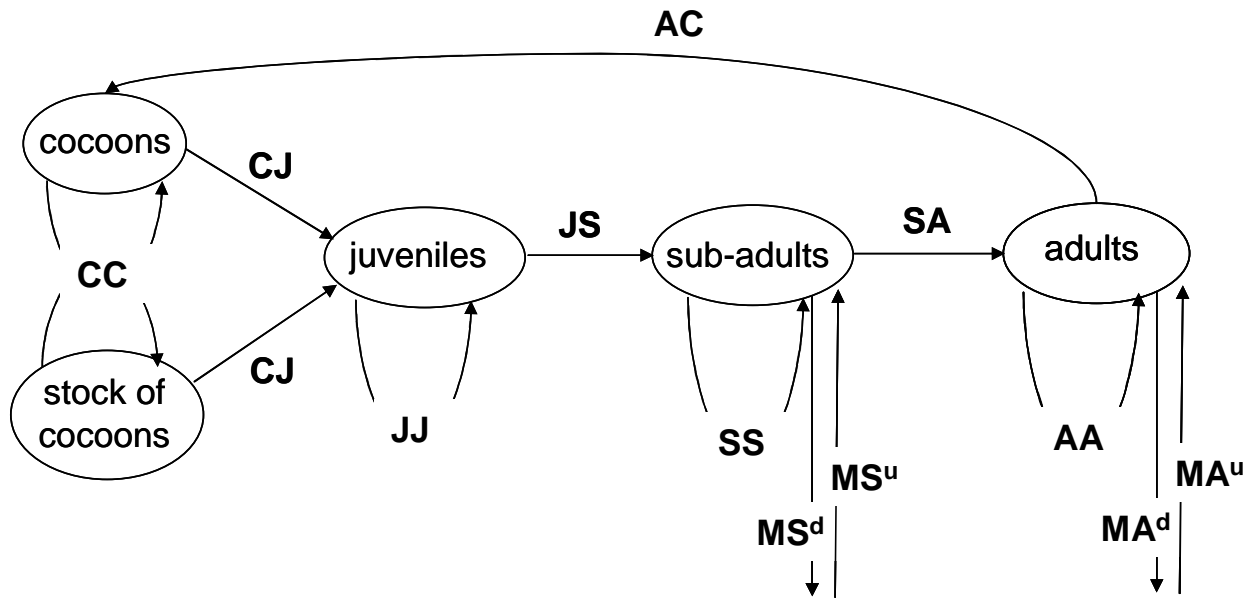 AC
cocoons
CJ
CC
juveniles
JS
sub-adults
SA
adults
CJ
stock of
cocoons
JJ
SS
AA
MSᵘ
MAᵘ
MSᵈ
MAᵈ